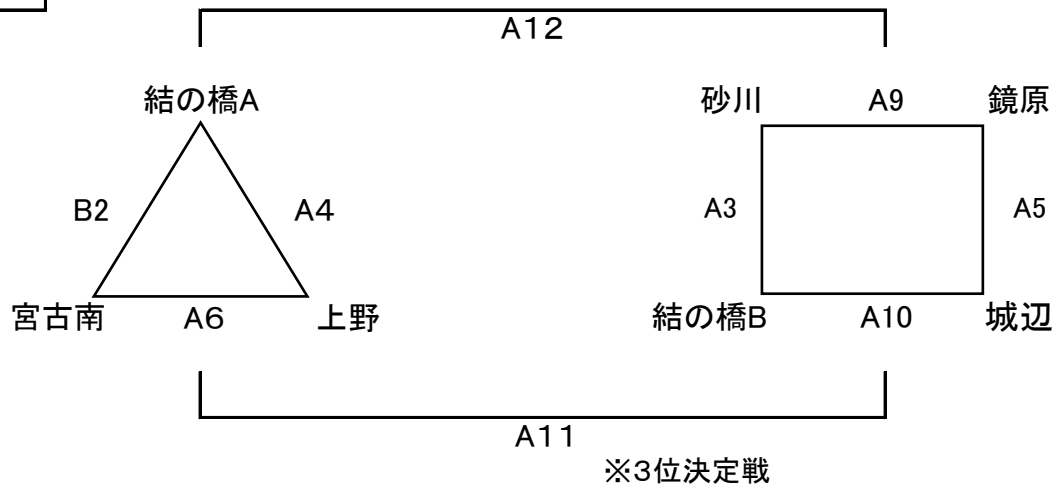 A12
結の橋A
砂川 A9 鏡原
B2 A4 A3 A5
宮古南 A6 上野 結の橋B A10 城辺
A11
※3位決定戦